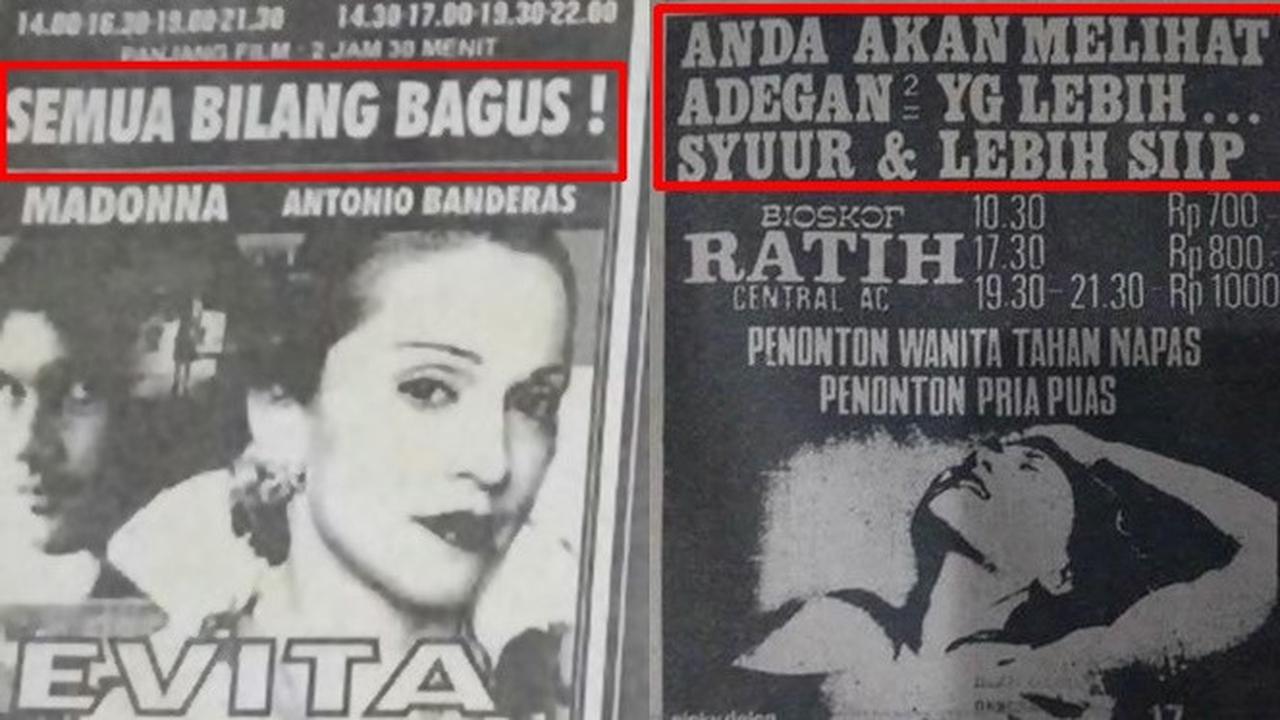 14.00-16.30-19.00-21.30
14.30-17.00-19.30-22.00
PANJANG FILM : 2 JAM 30 MENIT
SEMUA BILANG BAGUS !
MADONNA ANTONIO BANDERAS
EVITA
ANDA AKAN MELIHAT
ADEGAN 2 = YG LEBIH ...
SYUUR & LEBIH SIIP
BIOSKOF
RATIH
CENTRAL AC
10.30 Rp 700.-
17.30 Rp 800.-
19.30 - 21.30 - Rp 1000
PENONTON WANITA TAHAN NAPAS
PENONTON PRIA PUAS
17